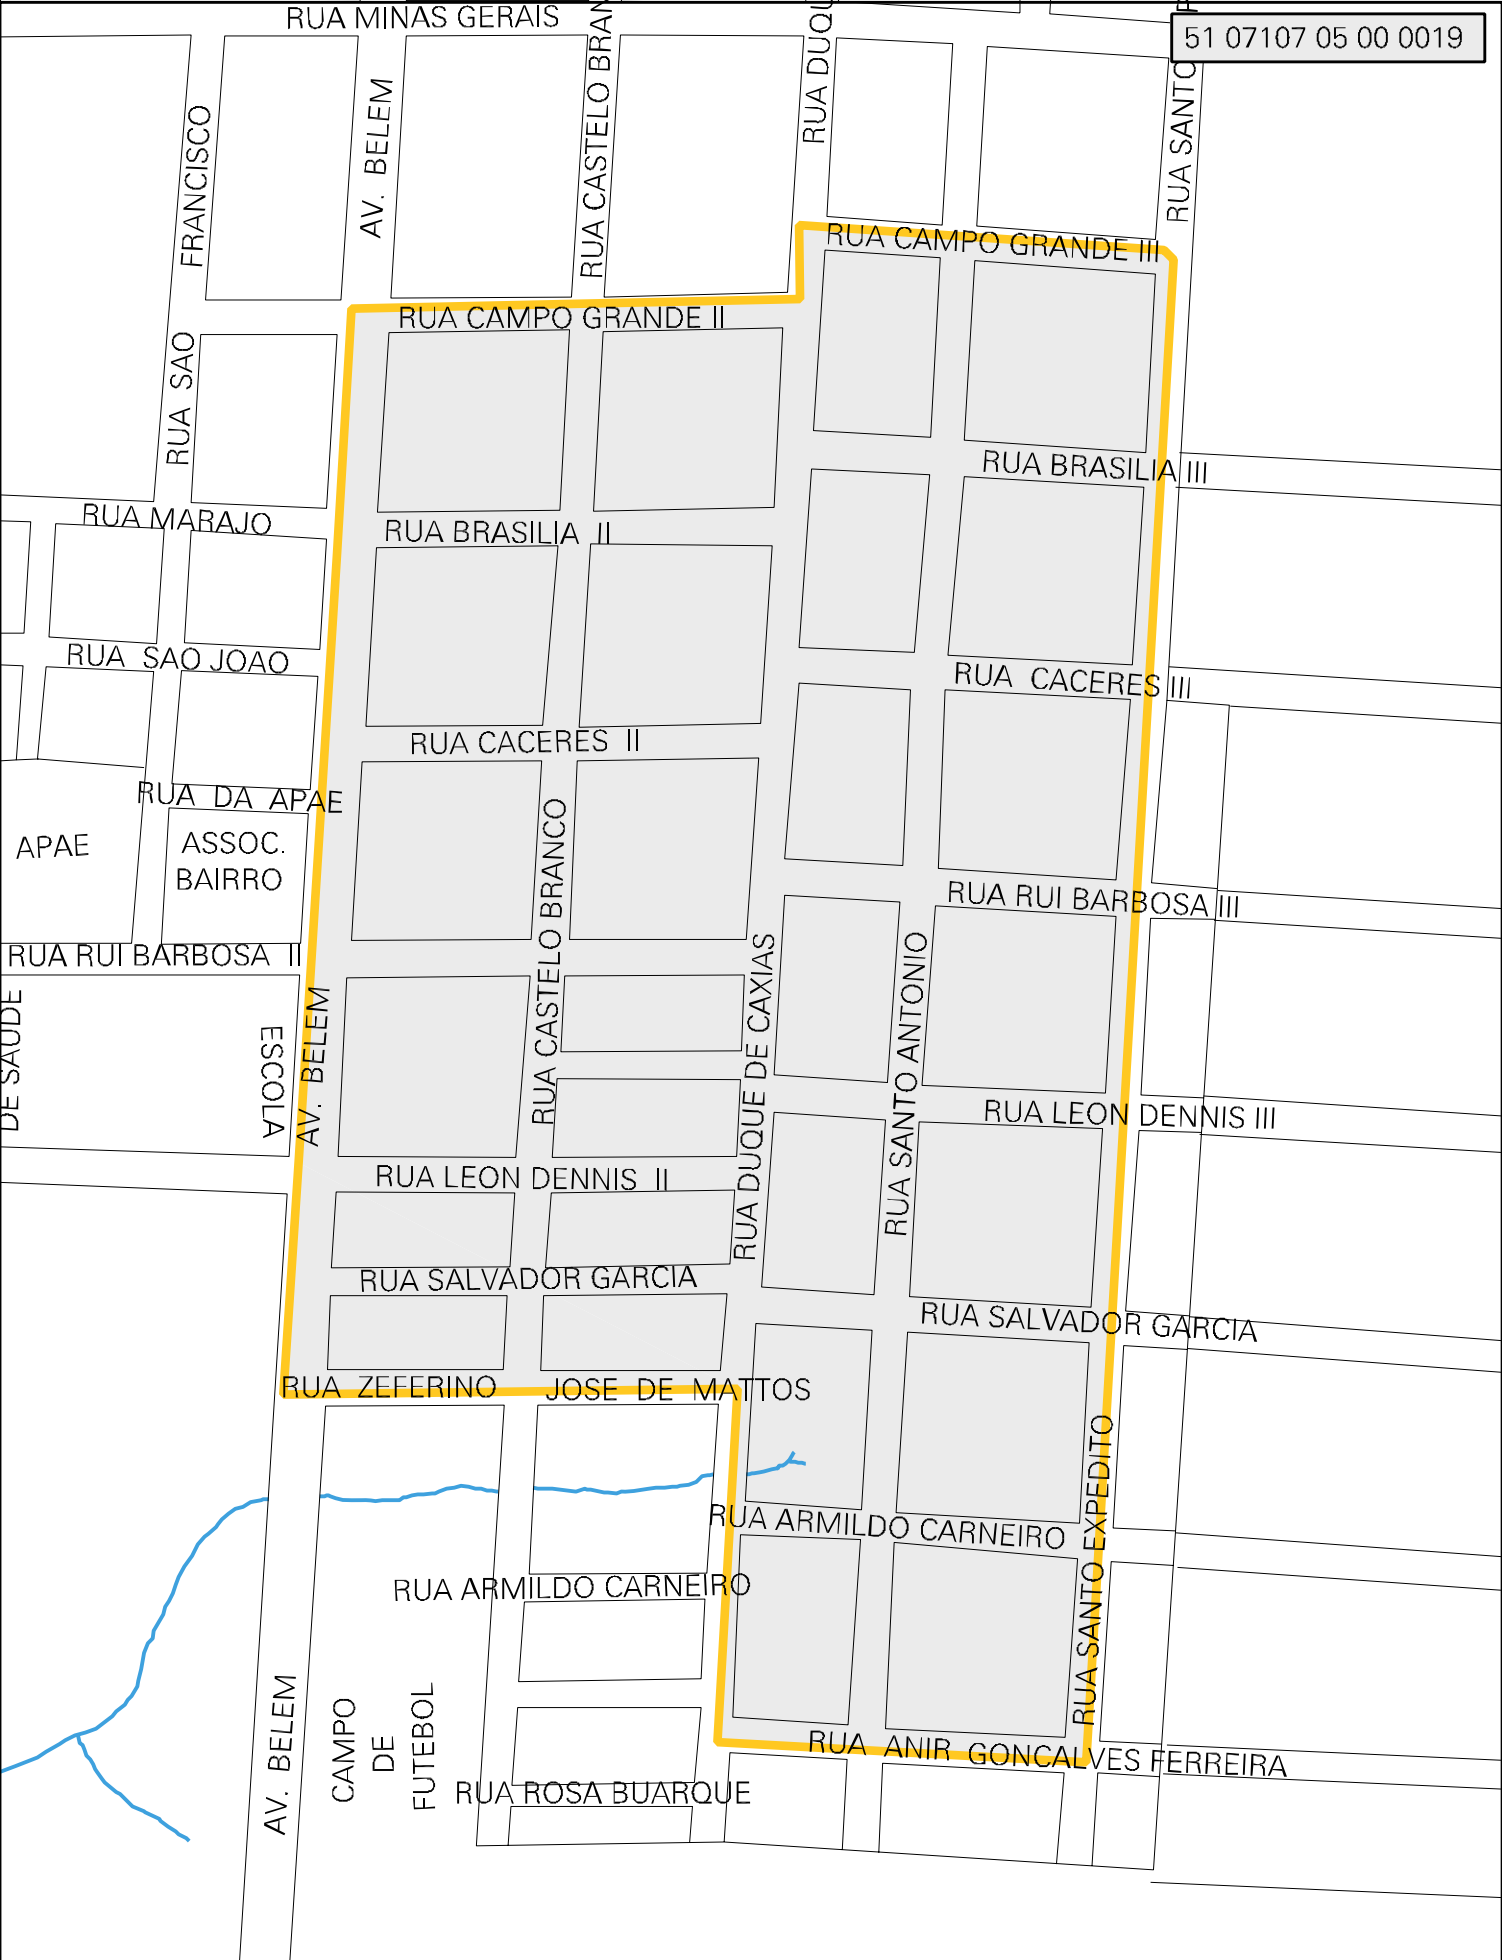 RUA MINAS GERAIS
51 07107 05 00 0019
RUA CASTELO BRAN
RUA DUQU
RUA SANTO
AV. BELEM
RUA SAO FRANCISCO
RUA CAMPO GRANDE III
RUA CAMPO GRANDE II
RUA BRASILIA III
RUA MARAJO
RUA BRASILIA II
RUA SAO JOAO
RUA CACERES III
RUA CACERES II
RUA DA APAE
APAE
ASSOC.
BAIRRO
RUA CASTELO BRANCO
RUA RUI BARBOSA III
RUA RUI BARBOSA II
RUA DUQUE DE CAXIAS
RUA SANTO ANTONIO
DE SAUDE
ESCOLA
AV. BELEM
RUA LEON DENNIS III
RUA LEON DENNIS II
RUA SALVADOR GARCIA
RUA SALVADOR GARCIA
RUA ZEFERINO JOSE DE MATTOS
RUA SANTO EXPEDITO
RUA ARMILDO CARNEIRO
RUA ARMILDO CARNEIRO
AV. BELEM
CAMPO
DE
FUTEBOL
RUA ANIR GONCALVES FERREIRA
RUA ROSA BUARQUE